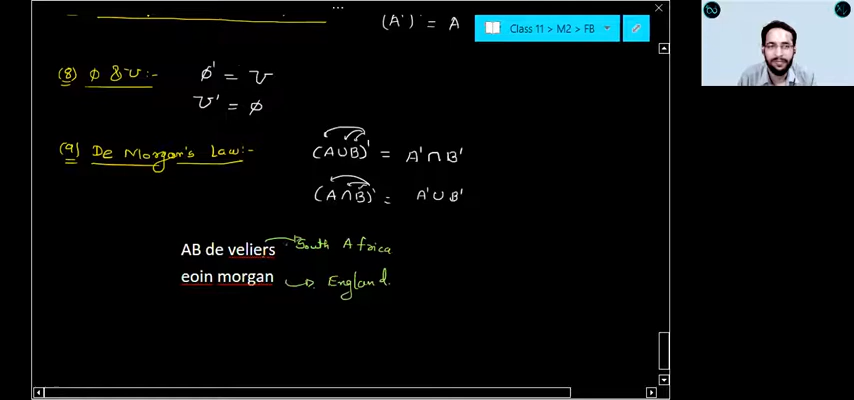 (A')' = A
Class 11 > M2 > FB
(8) φ & U:- φ' = U
U' = φ
(9) De Morgan's Law:- (A∪B)' = A'∩B'
(A∩B)' = A'∪B'
AB de veliers South Africa
eoin morgan England.